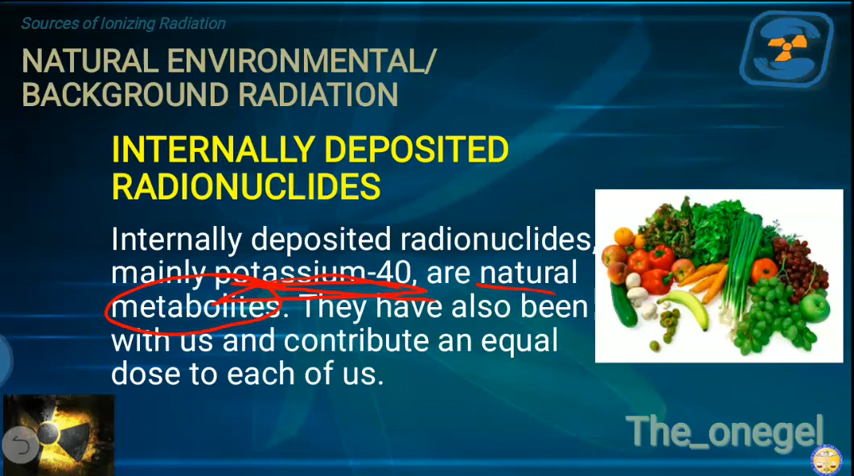 Sources of Ionizing Radiation
NATURAL ENVIRONMENTAL/
BACKGROUND RADIATION
INTERNALLY DEPOSITED
RADIONUCLIDES
Internally deposited radionuclides,
mainly potassium-40, are natural
metabolites. They have also been
with us and contribute an equal
dose to each of us.
The_onegel